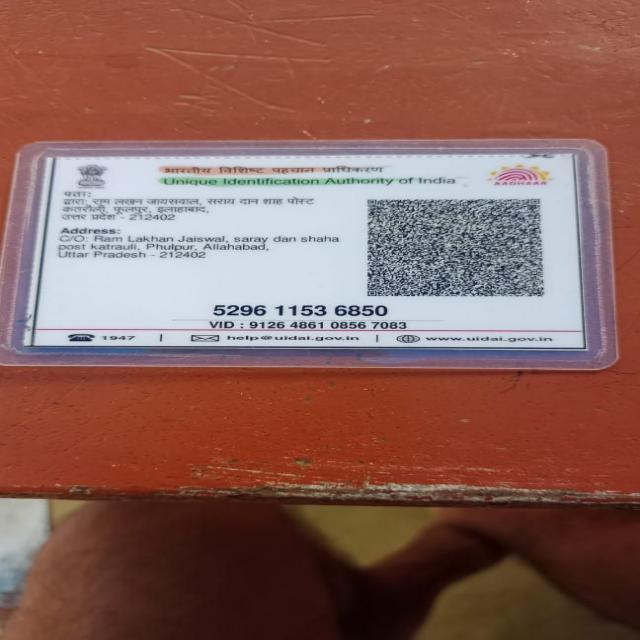 भारतीय विशिष्ट पहचान प्राधिकरण
Unique Identification Authority of India
AADHAAR
पता:
द्वारा: राम लखन जायसवाल, सराय दान शाह पोस्ट
कतरौली, फूलपुर, इलाहाबाद,
उत्तर प्रदेश - 212402
Address:
C/O: Ram Lakhan Jaiswal, saray dan shaha
post katrauli, Phulpur, Allahabad,
Uttar Pradesh - 212402
5296 1153 6850
VID : 9126 4861 0856 7083
1947 | help@uidai.gov.in | www.uidai.gov.in